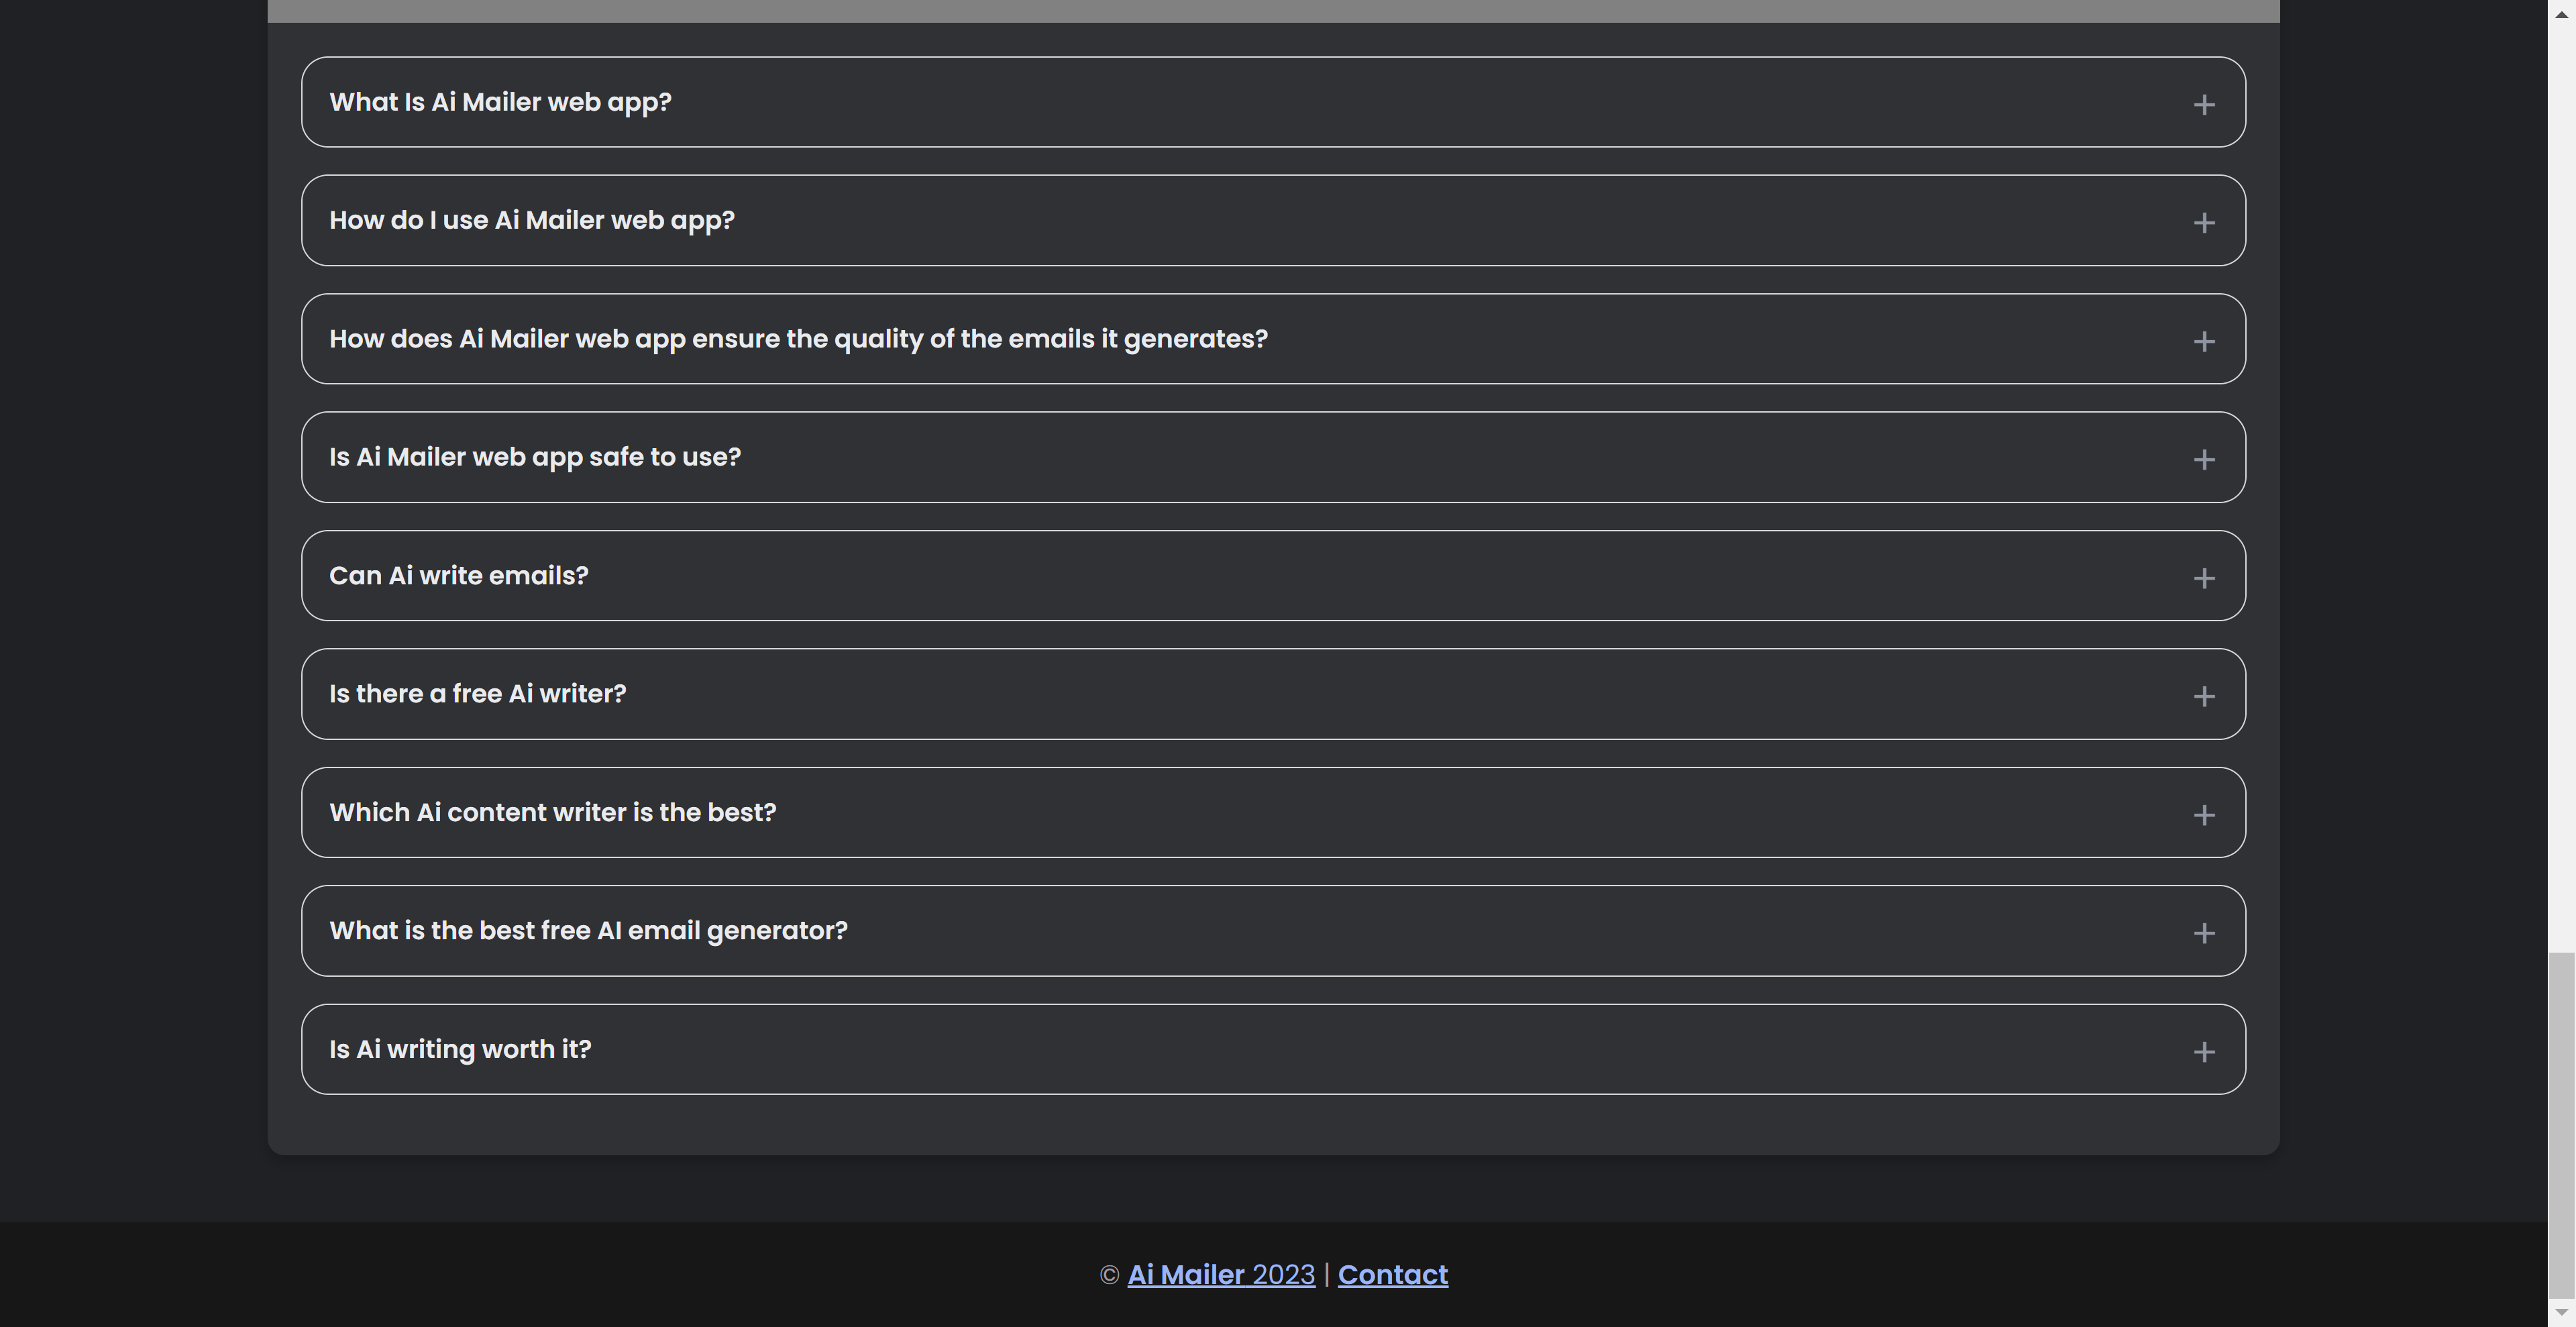 What Is Ai Mailer web app?
How do I use Ai Mailer web app?
How does Ai Mailer web app ensure the quality of the emails it generates?
Is Ai Mailer web app safe to use?
Can Ai write emails?
Is there a free Ai writer?
Which Ai content writer is the best?
What is the best free AI email generator?
Is Ai writing worth it?
© Ai Mailer 2023 | Contact